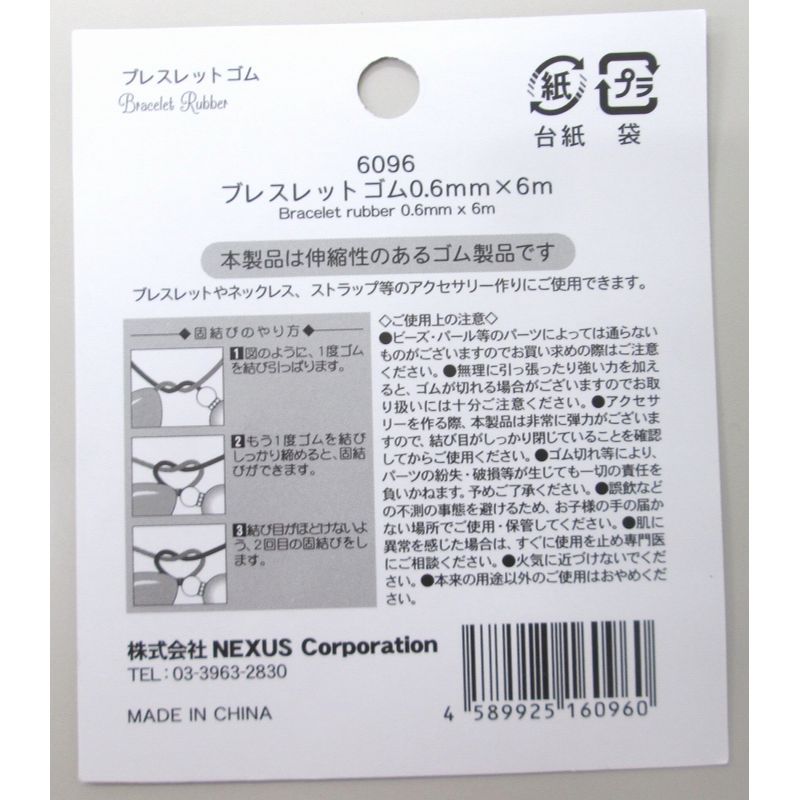 ブレスレットゴム
Bracelet Rubber
紙
プラ
台紙 袋
6096
ブレスレットゴム0.6mm×6m
Bracelet rubber 0.6mm x 6m
本製品は伸縮性のあるゴム製品です
ブレスレットやネックレス、ストラップ等のアクセサリー作りにご使用できます。
◆固結びのやり方◆
1図のように、1度ゴム
を結び引っぱります。
2もう1度ゴムを結び
しっかり締めると、固結
びができます。
3結び目がほとけないよ
う、2回目の固結びをし
ます。
◇ご使用上の注意◇
●ビーズ・パール等のパーツによっては通らない
ものがございますのでお買い求めの際はご注意
ください。●無理に引っ張ったり強い力を加え
ると、ゴムが切れる場合がございますのでお取
り扱いには十分ご注意ください。●アクセサ
リーを作る際、本製品は非常に弾力がございま
すので、結び目がしっかり閉じていることを確認
してからご使用ください。●ゴム切れ等により、
パーツの紛失・破損等が生じても一切の責任を
負いかねます。予めご了承ください。●誤飲など
の不測の事態を避けるため、お子様の手の届か
ない場所でご使用・保管してください。●肌に
異常を感じた場合は、すぐに使用を止め専門医
にご相談ください。●火気に近づけないでくだ
さい。●本来の用途以外のご使用はおやめくだ
さい。
株式会社 NEXUS Corporation
TEL:03-3963-2830
MADE IN CHINA
4 589925 160960